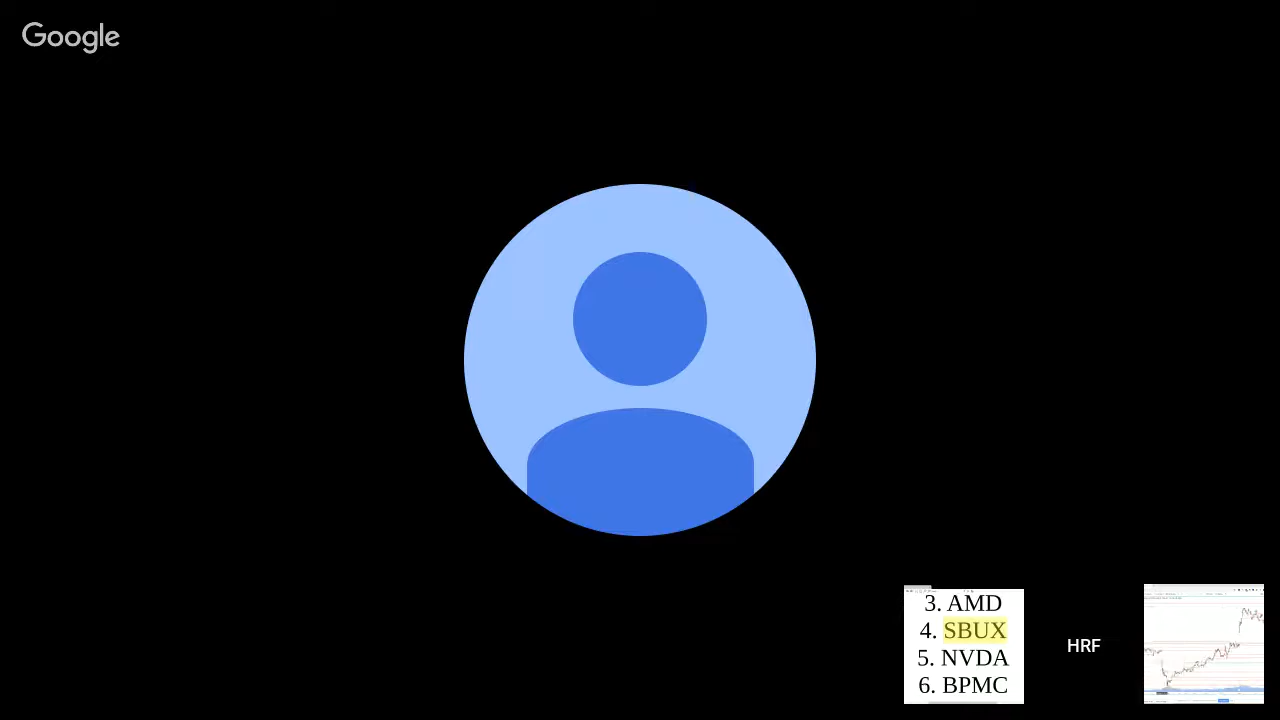 Google
3. AMD
4. SBUX
5. NVDA
6. BPMC
HRF